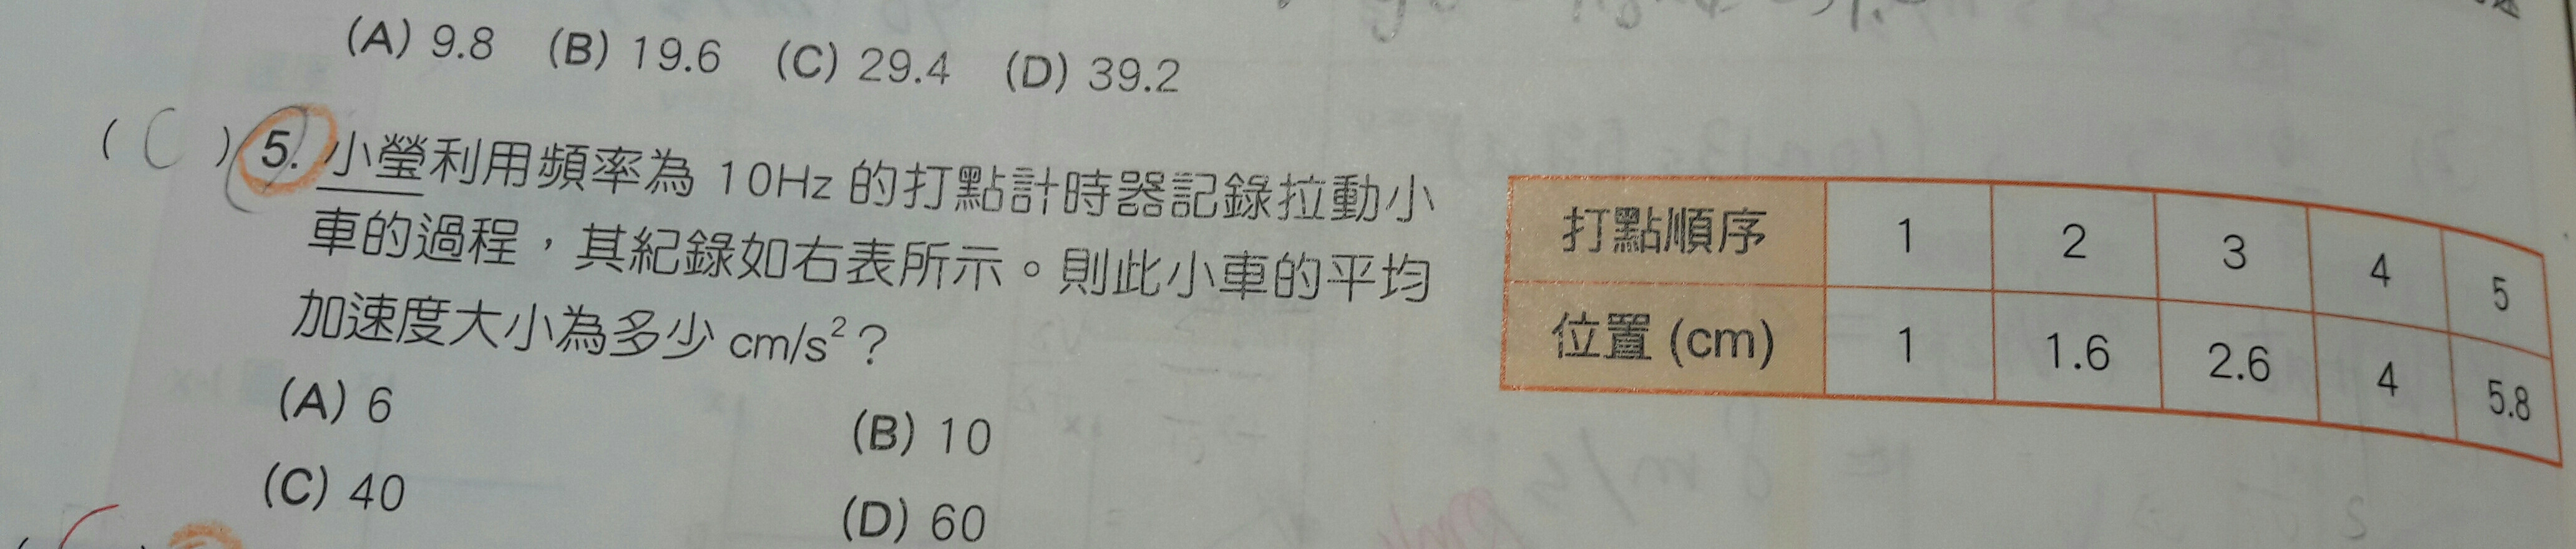 (A) 9.8 (B) 19.6 (C) 29.4 (D) 39.2
( C ) 5. 小瑩利用頻率為 10Hz 的打點計時器記錄拉動小
車的過程，其紀錄如右表所示。則此小車的平均
加速度大小為多少 cm/s²？
(A) 6 (B) 10
(C) 40 (D) 60
打點順序 1 2 3 4 5
位置 (cm) 1 1.6 2.6 4 5.8